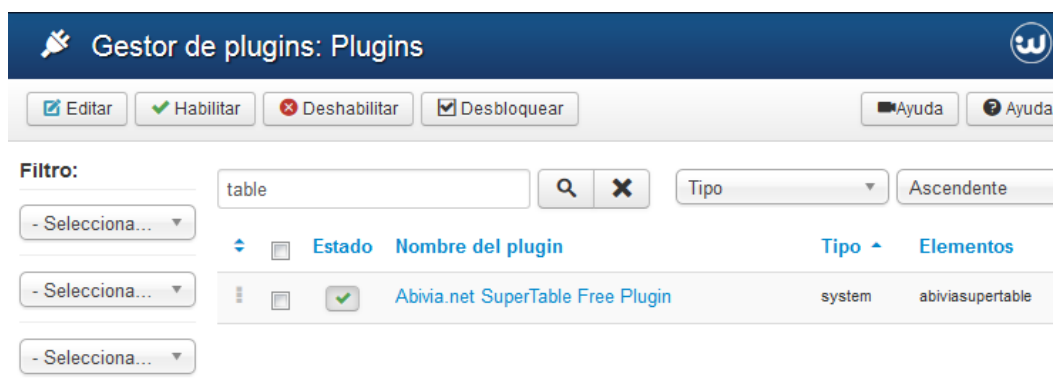 Gestor de plugins: Plugins
Editar Habilitar Deshabilitar Desbloquear Ayuda Ayuda
Filtro:
table Tipo Ascendente
- Selecciona...
Estado Nombre del plugin Tipo Elementos
- Selecciona...
Abivia.net SuperTable Free Plugin system abiviasupertable
- Selecciona...